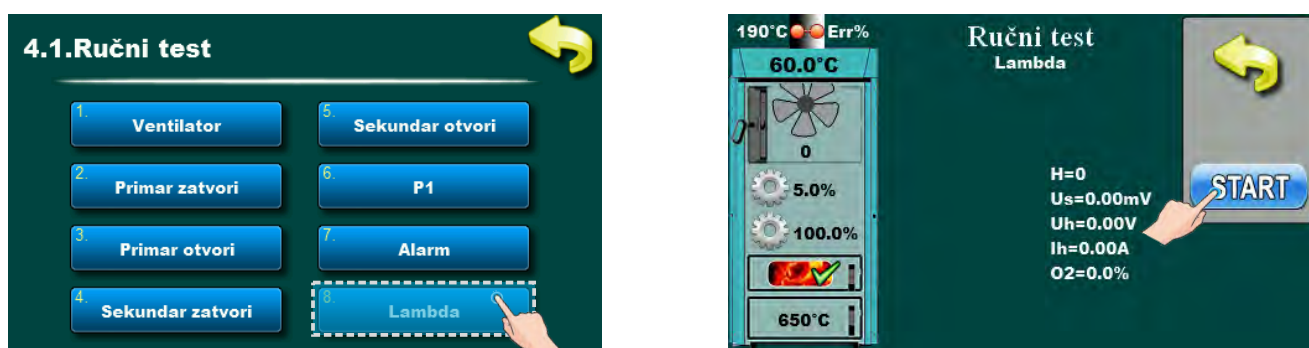 4.1.Ručni test
1. Ventilator
2. Primar zatvori
3. Primar otvori
4. Sekundar zatvori
5. Sekundar otvori
6. P1
7. Alarm
8. Lambda
190°C Err%
60.0°C
0
5.0%
100.0%
650°C
Ručni test
Lambda
H=0
Us=0.00mV
Uh=0.00V
Ih=0.00A
O2=0.0%
START